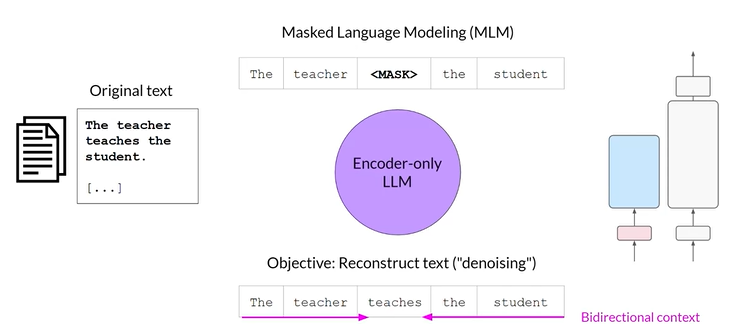 Masked Language Modeling (MLM)
The teacher <MASK> the student
Original text
The teacher
teaches the
student.
[...]
Encoder-only
LLM
Objective: Reconstruct text ("denoising")
The teacher teaches the student
Bidirectional context